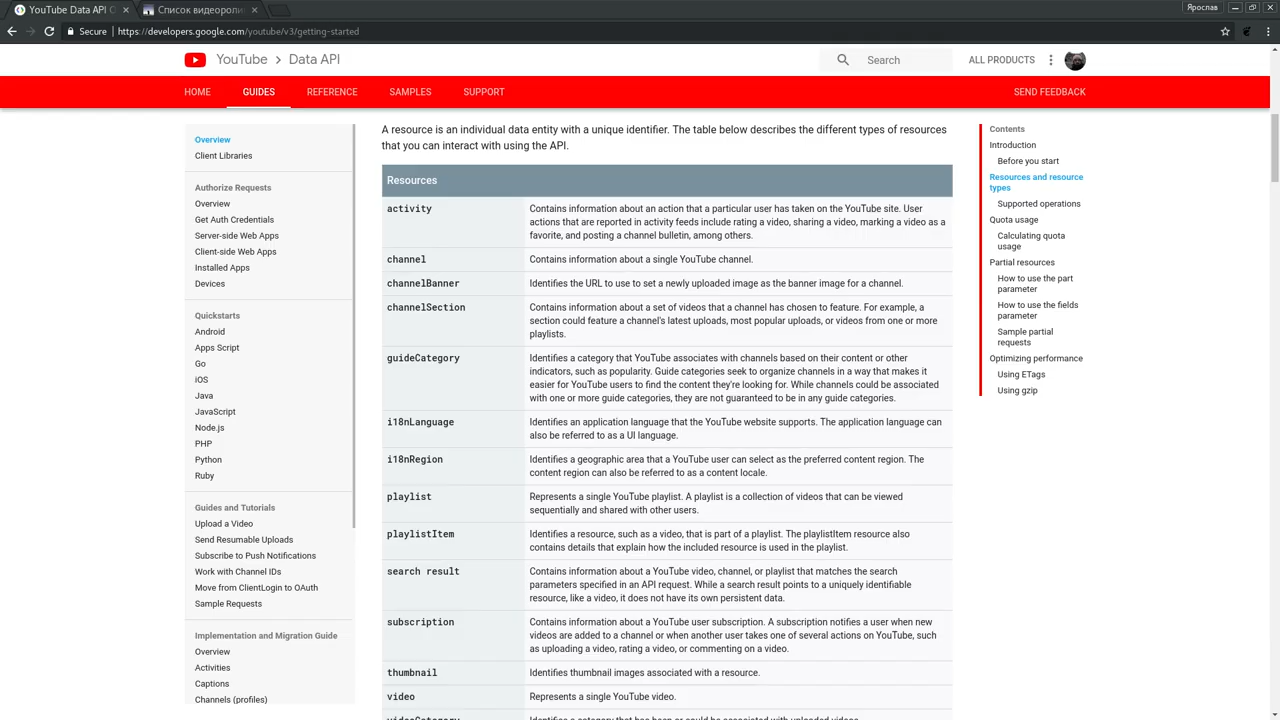 YouTube Data API O
Список видеороли
Ярослав
Secure
https://developers.google.com/youtube/v3/getting-started
YouTube > Data API
Search
ALL PRODUCTS
HOME
GUIDES
REFERENCE
SAMPLES
SUPPORT
SEND FEEDBACK
Overview
Client Libraries
Authorize Requests
Overview
Get Auth Credentials
Server-side Web Apps
Client-side Web Apps
Installed Apps
Devices
Quickstarts
Android
Apps Script
Go
iOS
Java
JavaScript
Node.js
PHP
Python
Ruby
Guides and Tutorials
Upload a Video
Send Resumable Uploads
Subscribe to Push Notifications
Work with Channel IDs
Move from ClientLogin to OAuth
Sample Requests
Implementation and Migration Guide
Overview
Activities
Captions
Channels (profiles)
A resource is an individual data entity with a unique identifier. The table below describes the different types of resources
that you can interact with using the API.
Resources
activity
Contains information about an action that a particular user has taken on the YouTube site. User
actions that are reported in activity feeds include rating a video, sharing a video, marking a video as a
favorite, and posting a channel bulletin, among others.
channel
Contains information about a single YouTube channel.
channelBanner
Identifies the URL to use to set a newly uploaded image as the banner image for a channel.
channelSection
Contains information about a set of videos that a channel has chosen to feature. For example, a
section could feature a channel's latest uploads, most popular uploads, or videos from one or more
playlists.
guideCategory
Identifies a category that YouTube associates with channels based on their content or other
indicators, such as popularity. Guide categories seek to organize channels in a way that makes it
easier for YouTube users to find the content they're looking for. While channels could be associated
with one or more guide categories, they are not guaranteed to be in any guide categories.
i18nLanguage
Identifies an application language that the YouTube website supports. The application language can
also be referred to as a UI language.
i18nRegion
Identifies a geographic area that a YouTube user can select as the preferred content region. The
content region can also be referred to as a content locale.
playlist
Represents a single YouTube playlist. A playlist is a collection of videos that can be viewed
sequentially and shared with other users.
playlistItem
Identifies a resource, such as a video, that is part of a playlist. The playlistItem resource also
contains details that explain how the included resource is used in the playlist.
search result
Contains information about a YouTube video, channel, or playlist that matches the search
parameters specified in an API request. While a search result points to a uniquely identifiable
resource, like a video, it does not have its own persistent data.
subscription
Contains information about a YouTube user subscription. A subscription notifies a user when new
videos are added to a channel or when another user takes one of several actions on YouTube, such
as uploading a video, rating a video, or commenting on a video.
thumbnail
Identifies thumbnail images associated with a resource.
video
Represents a single YouTube video.
videoCategory
Identifies a category that has been or could be associated with uploaded videos.
Contents
Introduction
Before you start
Resources and resource
types
Supported operations
Quota usage
Calculating quota
usage
Partial resources
How to use the part
parameter
How to use the fields
parameter
Sample partial
requests
Optimizing performance
Using ETags
Using gzip